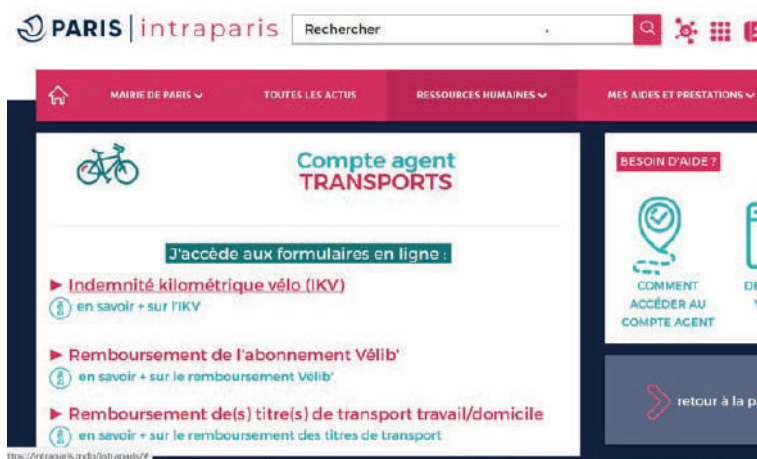 PARIS | intraparis
Rechercher
MAIRIE DE PARIS
TOUTES LES ACTUS
RESSOURCES HUMAINES
MES AIDES ET PRESTATIONS
Compte agent
TRANSPORTS
J'accède aux formulaires en ligne :
► Indemnité kilométrique vélo (IKV)
en savoir + sur l'IKV
► Remboursement de l'abonnement Vélib'
en savoir + sur le remboursement Vélib'
► Remboursement de(s) titre(s) de transport travail/domicile
en savoir + sur le remboursement des titres de transport
BESOIN D'AIDE ?
COMMENT
ACCÉDER AU
COMPTE AGENT
retour à la pa